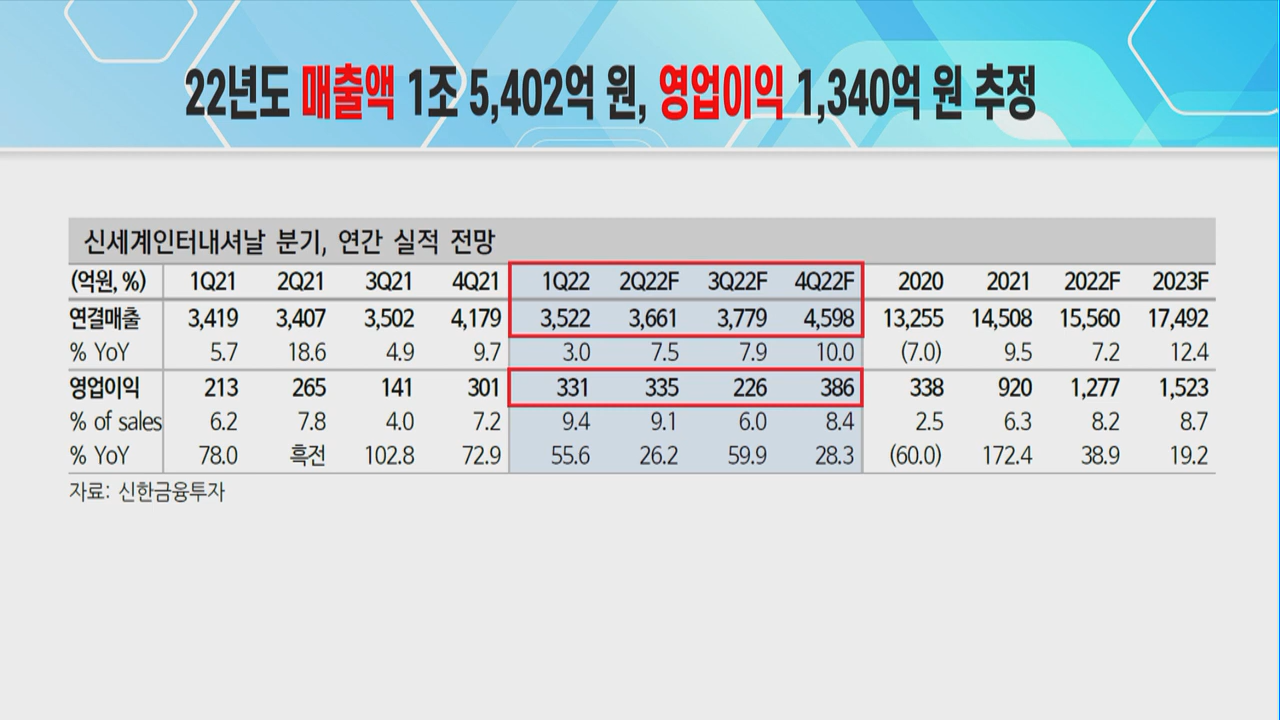 22년도 매출액 1조 5,402억 원, 영업이익 1,340억 원 추정
신세계인터내셔날 분기, 연간 실적 전망
(억원, %) 1Q21 2Q21 3Q21 4Q21 1Q22 2Q22F 3Q22F 4Q22F 2020 2021 2022F 2023F
연결매출 3,419 3,407 3,502 4,179 3,522 3,661 3,779 4,598 13,255 14,508 15,560 17,492
% YoY 5.7 18.6 4.9 9.7 3.0 7.5 7.9 10.0 (7.0) 9.5 7.2 12.4
영업이익 213 265 141 301 331 335 226 386 338 920 1,277 1,523
% of sales 6.2 7.8 4.0 7.2 9.4 9.1 6.0 8.4 2.5 6.3 8.2 8.7
% YoY 78.0 흑전 102.8 72.9 55.6 26.2 59.9 28.3 (60.0) 172.4 38.9 19.2
자료: 신한금융투자